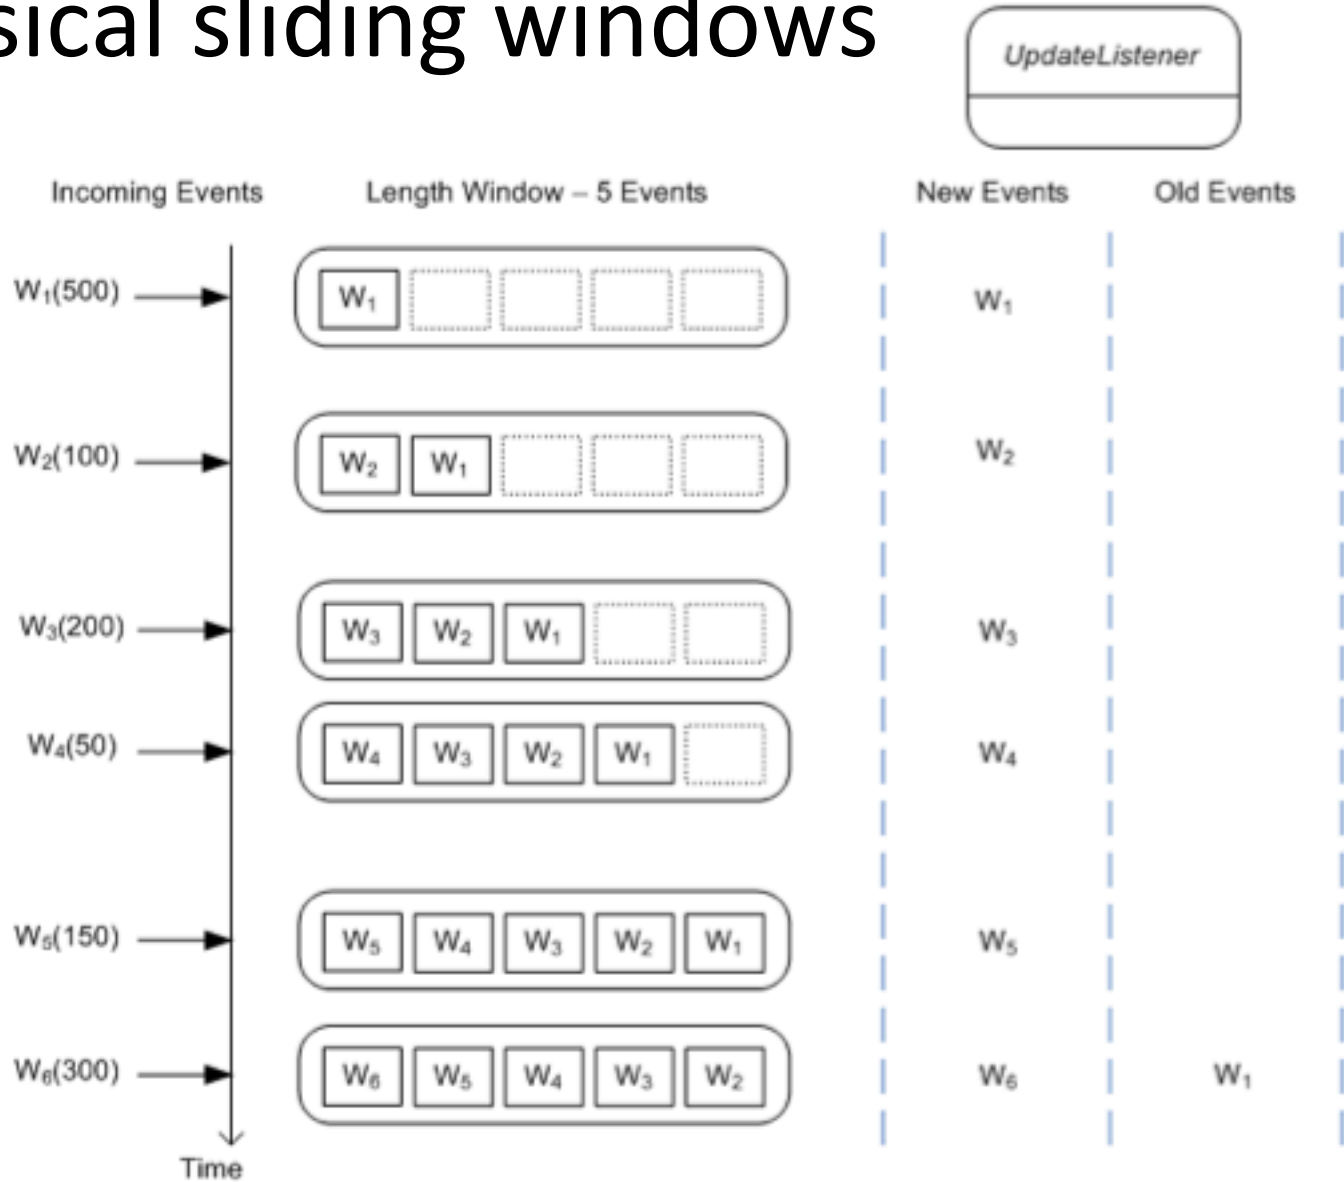 sical sliding windows
UpdateListener
Incoming Events Length Window – 5 Events New Events Old Events
W₁(500) W₁ W₁
W₂(100) W₂ W₁ W₂
W₃(200) W₃ W₂ W₁ W₃
W₄(50) W₄ W₃ W₂ W₁ W₄
W₅(150) W₅ W₄ W₃ W₂ W₁ W₅
W₆(300) W₆ W₅ W₄ W₃ W₂ W₆ W₁
Time